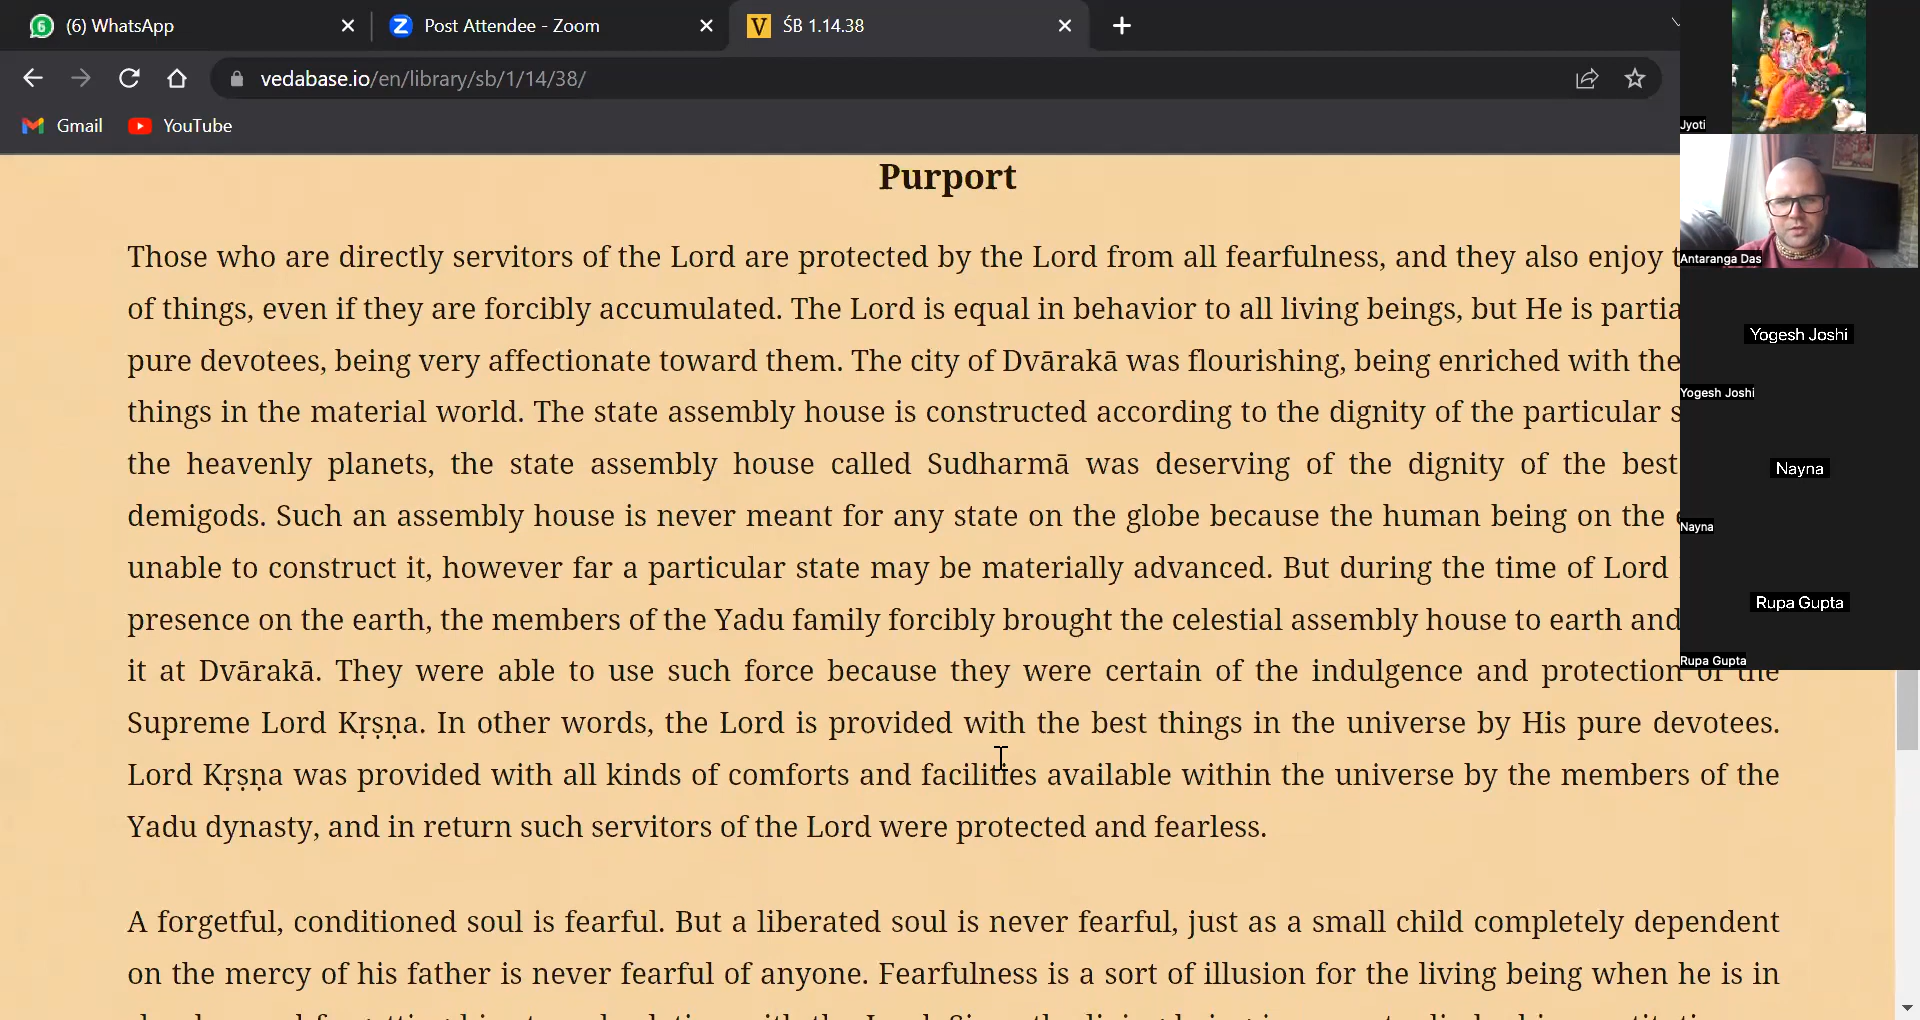 (6) WhatsApp
Post Attendee - Zoom
V ŚB 1.14.38
vedabase.io/en/library/sb/1/14/38/
Gmail
YouTube
Purport
Those who are directly servitors of the Lord are protected by the Lord from all fearfulness, and they also enjoy
of things, even if they are forcibly accumulated. The Lord is equal in behavior to all living beings, but He is
pure devotees, being very affectionate toward them. The city of Dvārakā was flourishing, being enriched with the
things in the material world. The state assembly house is constructed according to the dignity of the particular
the heavenly planets, the state assembly house called Sudharmā was deserving of the dignity of the best
demigods. Such an assembly house is never meant for any state on the globe because the human being on the
unable to construct it, however far a particular state may be materially advanced. But during the time of Lord
presence on the earth, the members of the Yadu family forcibly brought the celestial assembly house to earth and
it at Dvārakā. They were able to use such force because they were certain of the indulgence and protection of the
Supreme Lord Kṛṣṇa. In other words, the Lord is provided with the best things in the universe by His pure devotees.
Lord Kṛṣṇa was provided with all kinds of comforts and facilities available within the universe by the members of the
Yadu dynasty, and in return such servitors of the Lord were protected and fearless.
A forgetful, conditioned soul is fearful. But a liberated soul is never fearful, just as a small child completely dependent
on the mercy of his father is never fearful of anyone. Fearfulness is a sort of illusion for the living being when he is in
Jyoti
Antaranga Das
Yogesh Joshi
Yogesh Joshi
Nayna
Nayna
Rupa Gupta
Rupa Gupta